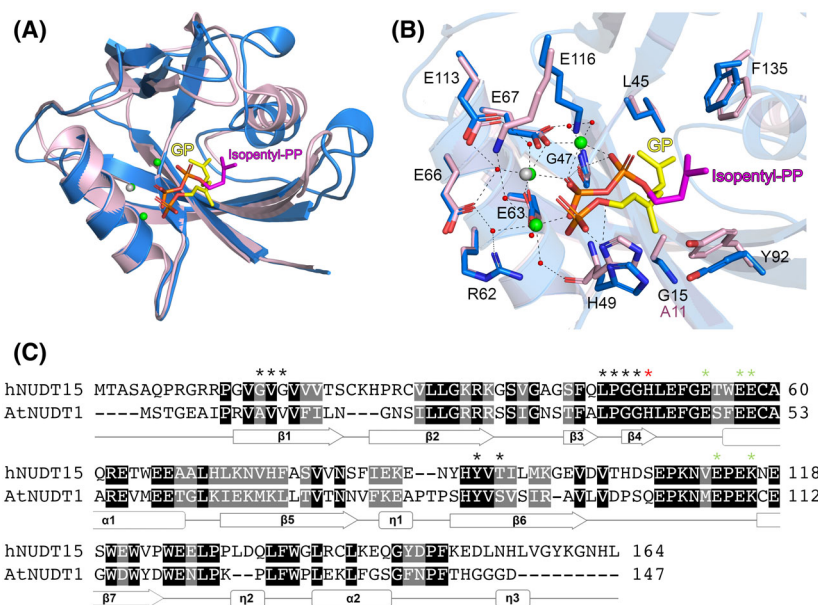 (A)
GP
Isopentyl-PP
(B)
E116
E113
F135
E67
L45
GP
G47
Isopentyl-PP
E66
E63
Y92
R62
H49
G15
A11
(C)
*** *****  *  **
hNUDT15 MTASAQPRGRRPGVGVGVVVTSCKHPRCVLLGKRKGSVGAGSFQLPGGHLEFGETWEECA 60
AtNUDT1 ----MSTGEAIPRVAVVVFILN---GNSILLGRRRSSIGNSTFALPGGHLEFGESFEECA 53
β1 β2 β3 β4
* * * *
hNUDT15 QRETWEEAALHLKNVHFASVVNSFIEKE--NYHYVTILMKGEVDVTHDSEPKNVEPEKNE 118
AtNUDT1 AREVMEETGLKIEKMKLLTVTNNVFKEAPTPSHYVSVSIR-AVLVDPSQEPKNMEPEKCE 112
α1 β5 η1 β6
hNUDT15 SWEWVPWEELPPLDQLFWGLRCLKEQGYDPFKEDLNHLVGYKGNHL 164
AtNUDT1 GWDWYDWENLPK--PLFWPLEKLFGSGFNPFTHGGGD--------- 147
β7 η2 α2 η3